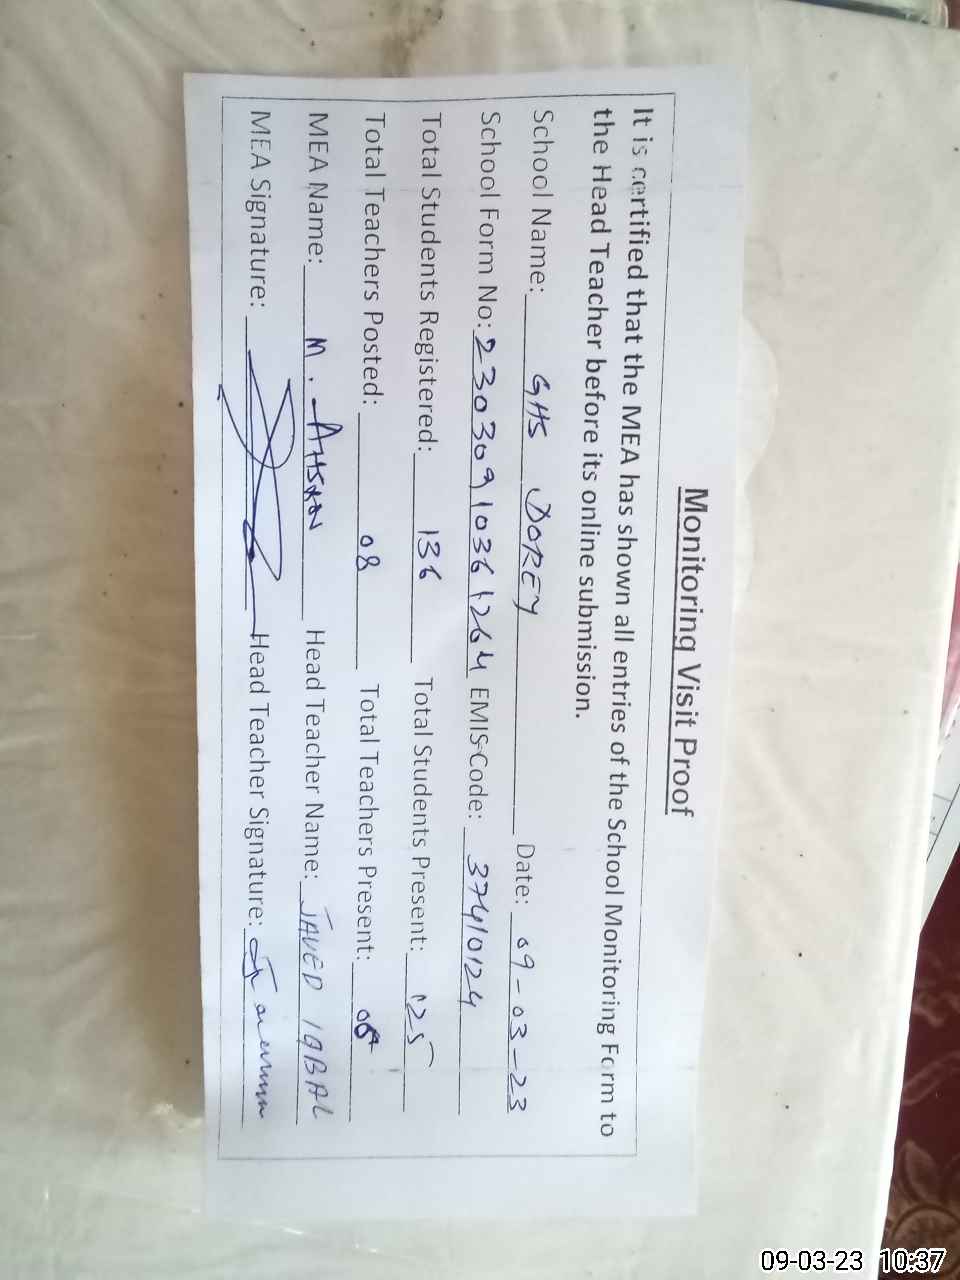 Monitoring Visit Proof
It is certified that the MEA has shown all entries of the School Monitoring Form to
the Head Teacher before its online submission.
School Name: GHS DOREY Date: 09-03-23
School Form No: 23030910361264 EMIS Code: 37410124
Total Students Registered: 136 Total Students Present: 125
Total Teachers Posted: 08 Total Teachers Present:
MEA Name: M. AHSAN Head Teacher Name: JAVED IQBAL
MEA Signature: Head Teacher Signature:
09-03-23 10:37